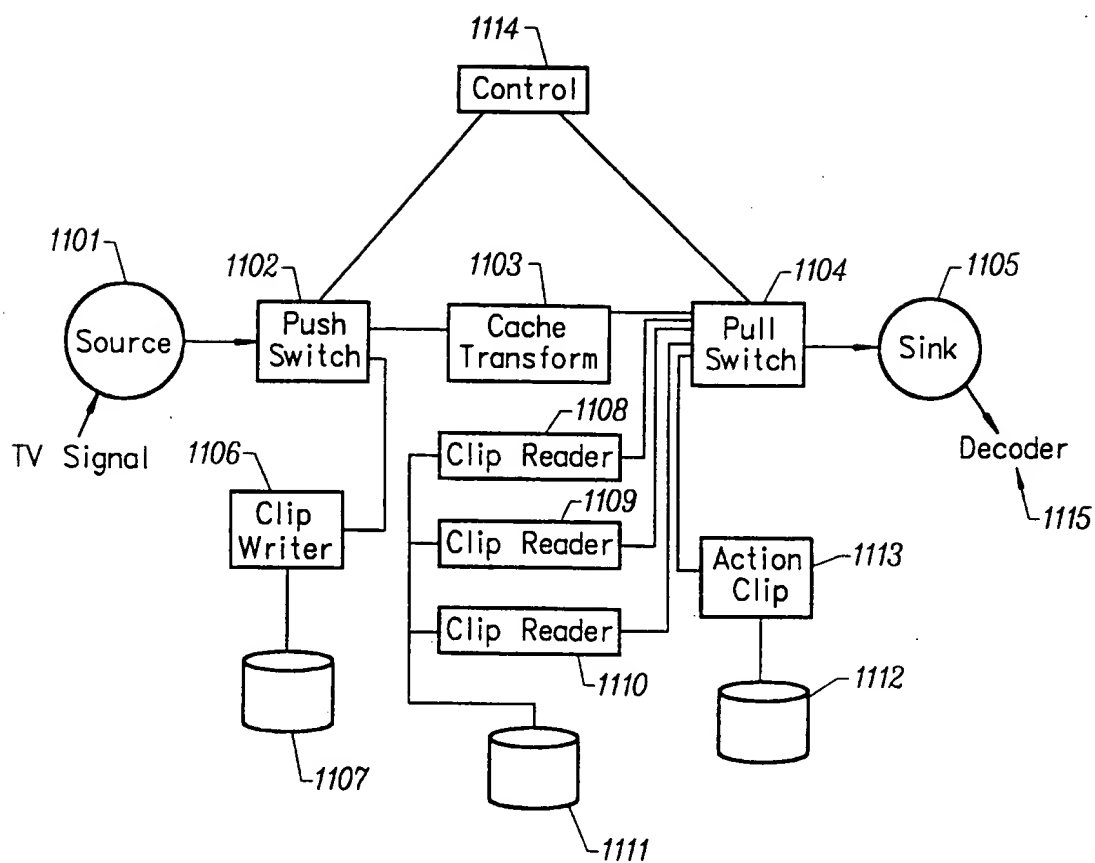 1114
Control
1101
1102
1103
1104
1105
Source
Push
Switch
Cache
Transform
Pull
Switch
Sink
TV Signal
1106
1108
Clip Reader
Decoder
1115
1109
Clip
Writer
Clip Reader
Action
Clip
1113
Clip Reader
1110
1107
1112
1111